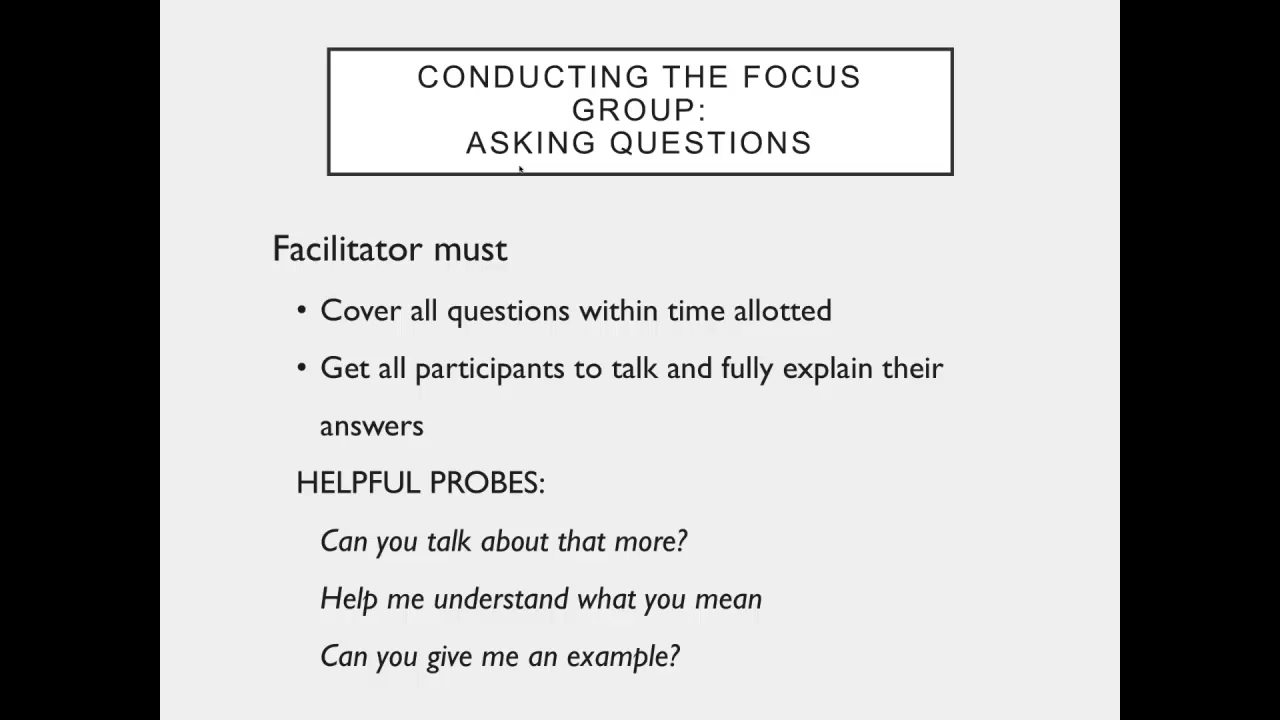 CONDUCTING THE FOCUS
GROUP:
ASKING QUESTIONS
Facilitator must
• Cover all questions within time allotted
• Get all participants to talk and fully explain their
answers
HELPFUL PROBES:
Can you talk about that more?
Help me understand what you mean
Can you give me an example?